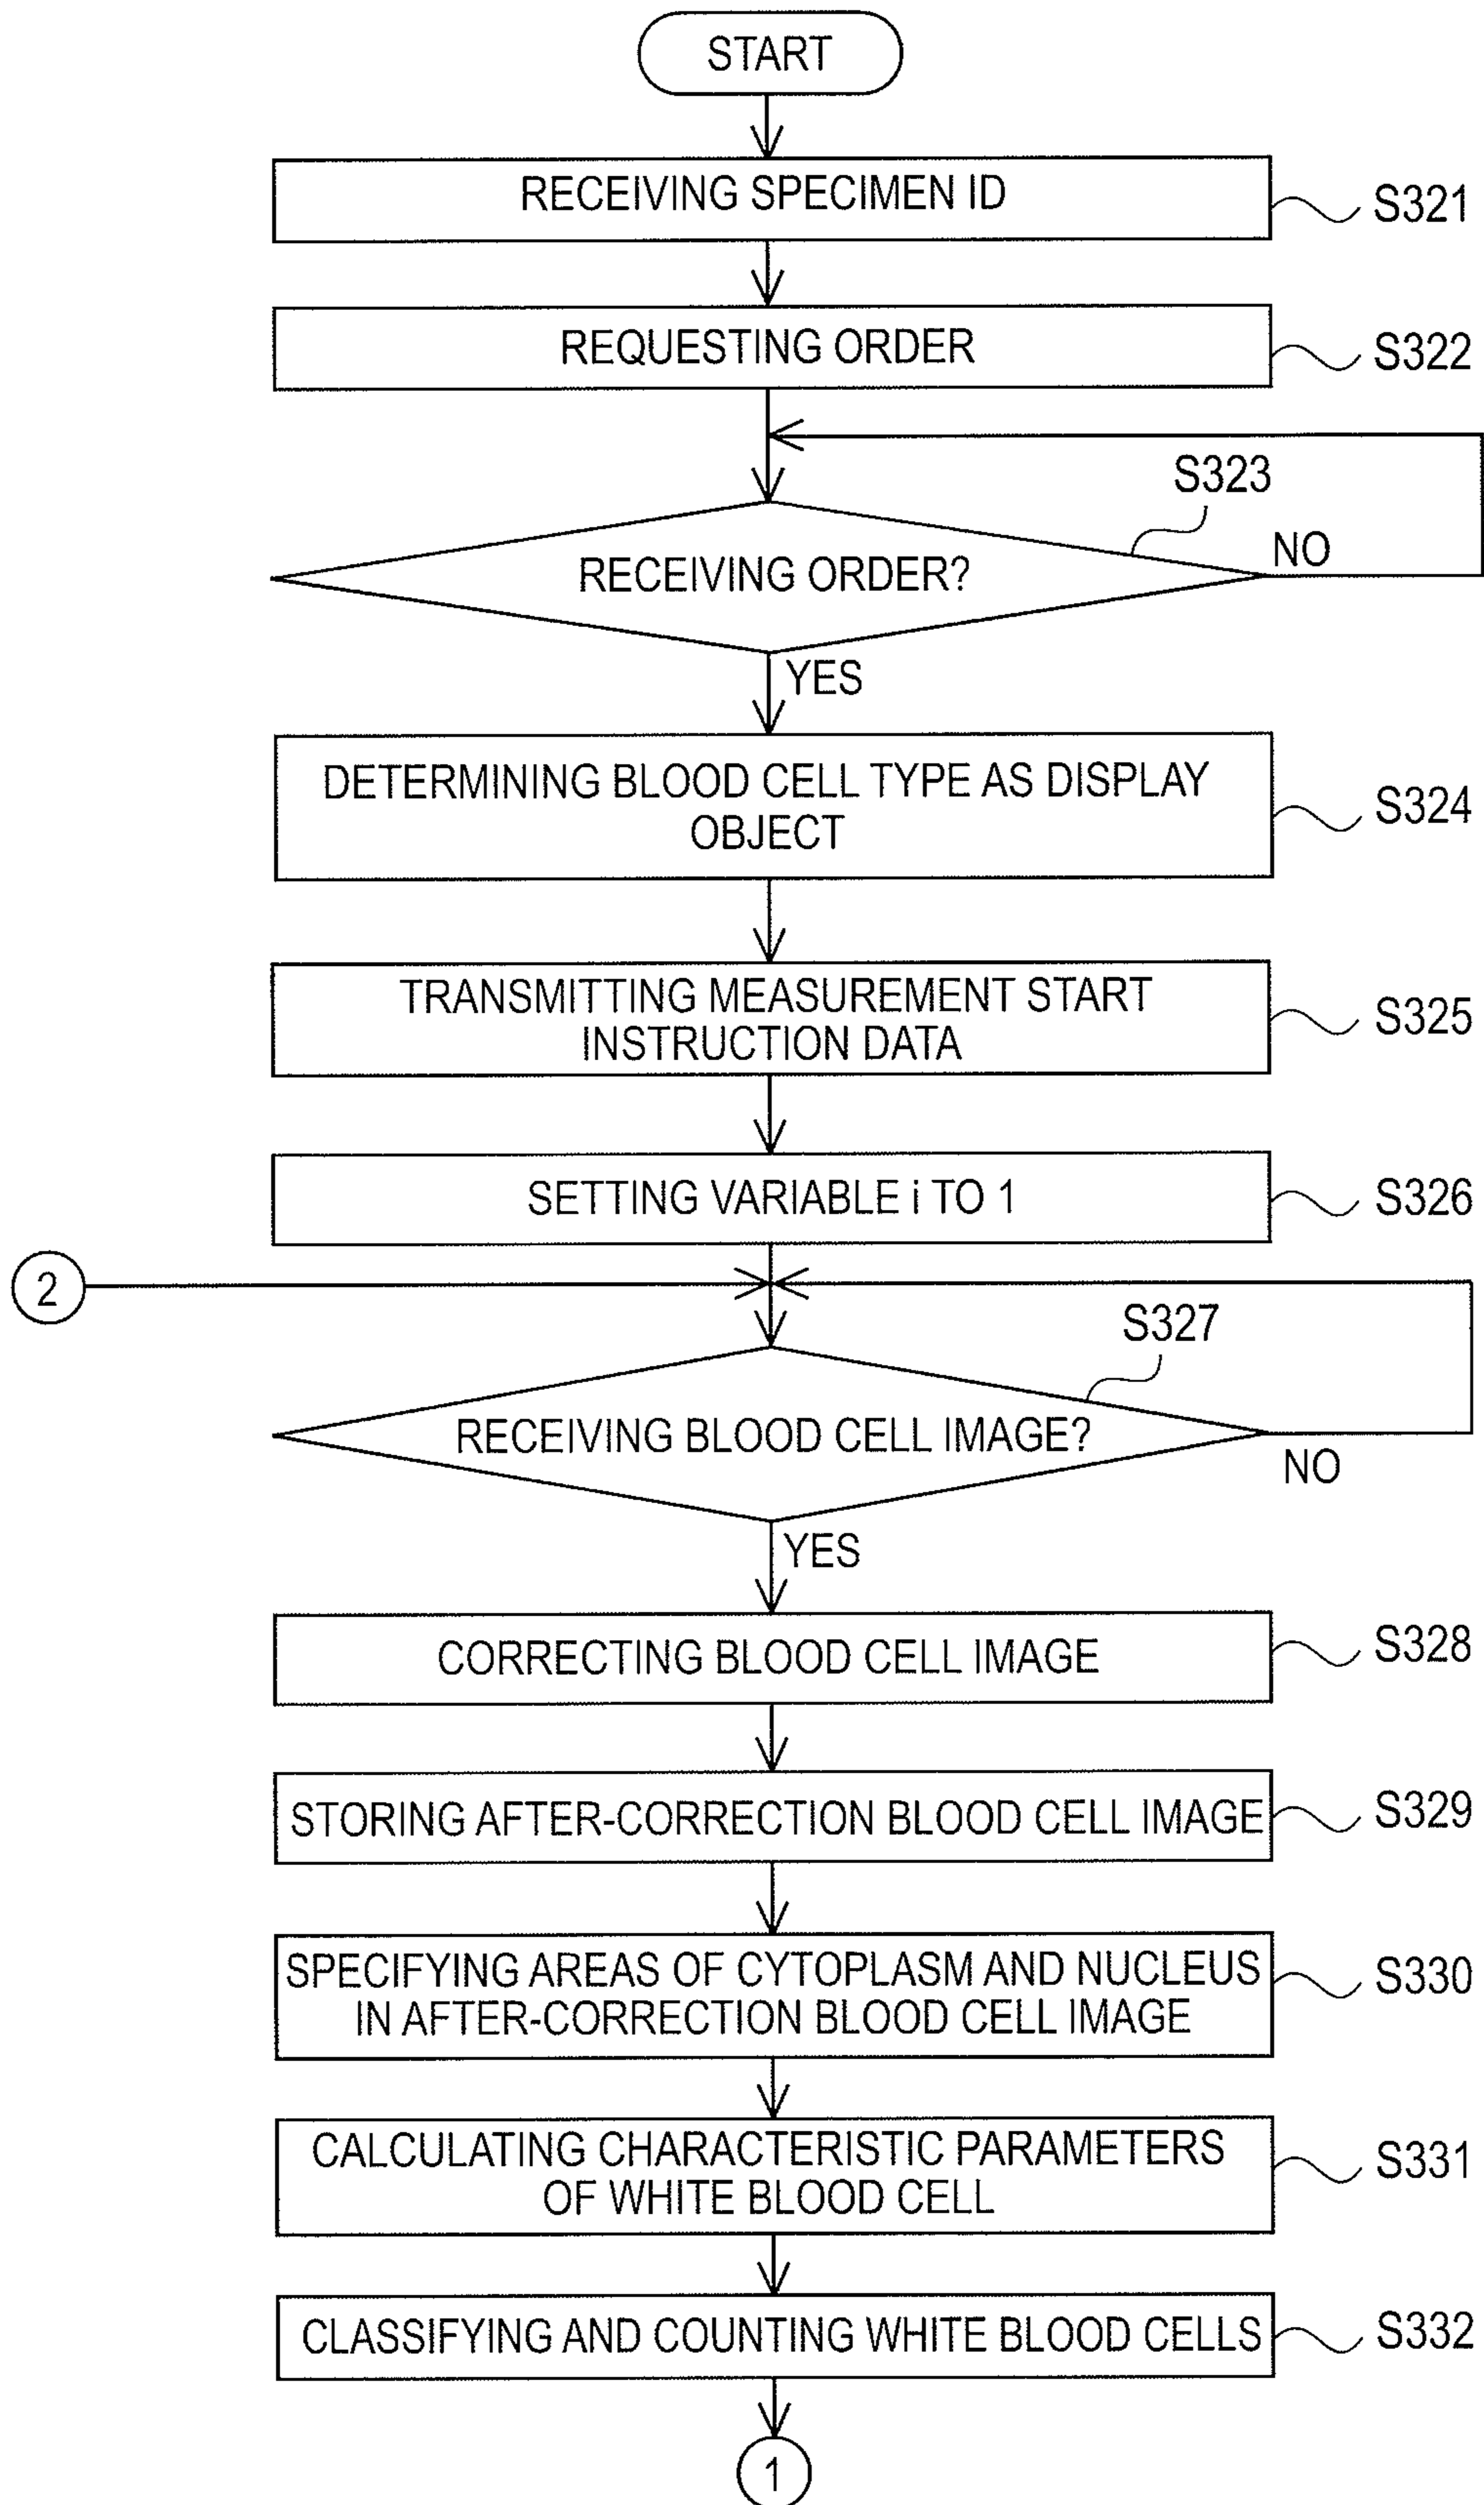 START
RECEIVING SPECIMEN ID
S321
REQUESTING ORDER
S322
S323
RECEIVING ORDER?
NO
YES
DETERMINING BLOOD CELL TYPE AS DISPLAY
OBJECT
S324
TRANSMITTING MEASUREMENT START
INSTRUCTION DATA
S325
SETTING VARIABLE i TO 1
S326
2
S327
RECEIVING BLOOD CELL IMAGE?
NO
YES
CORRECTING BLOOD CELL IMAGE
S328
STORING AFTER-CORRECTION BLOOD CELL IMAGE
S329
SPECIFYING AREAS OF CYTOPLASM AND NUCLEUS
IN AFTER-CORRECTION BLOOD CELL IMAGE
S330
CALCULATING CHARACTERISTIC PARAMETERS
OF WHITE BLOOD CELL
S331
CLASSIFYING AND COUNTING WHITE BLOOD CELLS
S332
1